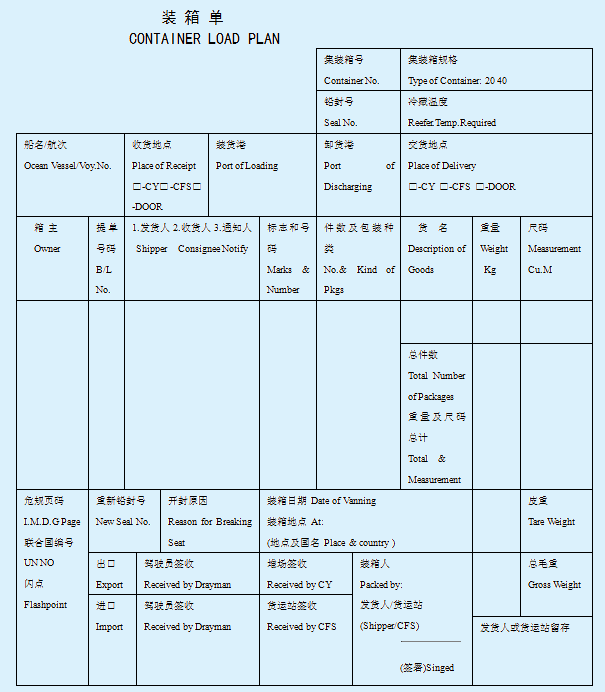 装 箱 单
CONTAINER LOAD PLAN
集装箱号
Container No.
集装箱规格
Type of Container: 20 40
铅封号
Seal No.
冷藏温度
Reefer.Temp.Required
船名/航次
Ocean Vessel/Voy.No.
收货地点
Place of Receipt
□-CY□-CFS□
-DOOR
装货港
Port of Loading
卸货港
Port of
Discharging
交货地点
Place of Delivery
□-CY □-CFS □-DOOR
箱 主
Owner
提单
号码
B/L
No.
1.发货人 2.收货人 3.通知人
Shipper Consignee Notify
标志和号
码
Marks &
Number
件数及包装种
类
No.& Kind of
Pkgs
货 名
Description of
Goods
重量
Weight
Kg
尺码
Measurement
Cu.M
总件数
Total Number
of Packages
重量及尺码
总计
Total &
Measurement
危规页码
I.M.D.G Page
联合国编号
UN NO
闪点
Flashpoint
重新铅封号
New Seal No.
开封原因
Reason for Breaking
Seat
装箱日期 Date of Vanning
装箱地点 At:
(地点及国名 Place & country )
皮重
Tare Weight
出口
Export
驾驶员签收
Received by Drayman
堆场签收
Received by CY
装箱人
Packed by:
发货人/货运站
(Shipper/CFS)
(签署)Singed
总毛重
Gross Weight
进口
Import
驾驶员签收
Received by Drayman
货运站签收
Received by CFS
发货人或货运站留存